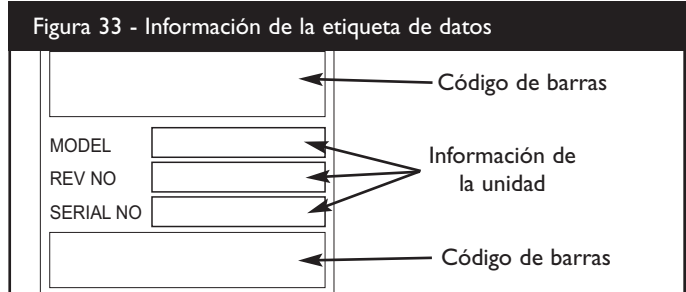 Figura 33 - Información de la etiqueta de datos
Código de barras
MODEL
REV NO
SERIAL NO
Información de
la unidad
Código de barras